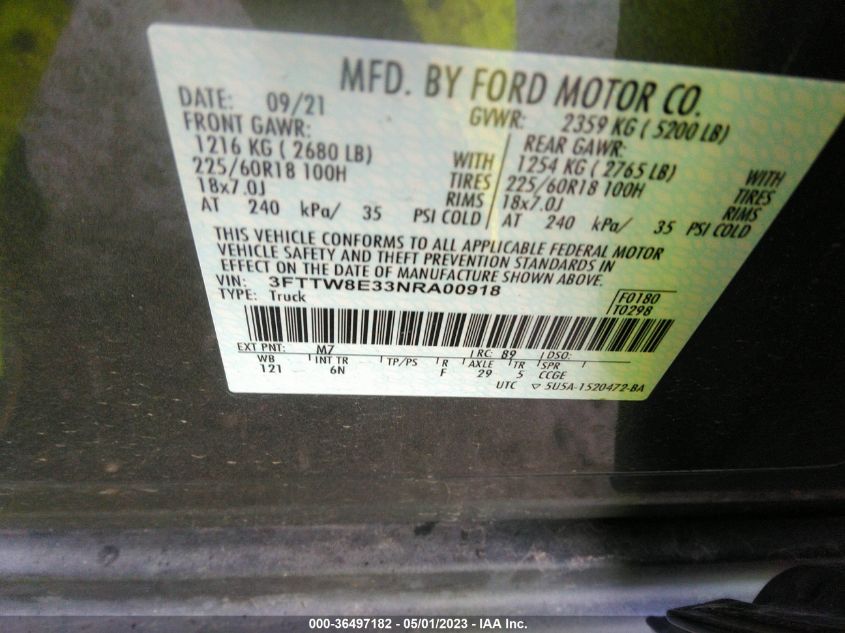 MFD. BY FORD MOTOR CO.
DATE: 09/21
GVWR: 2359 KG ( 5200 LB)
FRONT GAWR:
1216 KG ( 2680 LB)
WITH
225/60R18 100H
TIRES
18x7.0J
RIMS
AT 240 kPa/ 35 PSI COLD
REAR GAWR:
1254 KG ( 2765 LB)
WITH
225/60R18 100H
TIRES
18x7.0J
RIMS
AT 240 kPa/ 35 PSI COLD
THIS VEHICLE CONFORMS TO ALL APPLICABLE FEDERAL MOTOR
VEHICLE SAFETY AND THEFT PREVENTION STANDARDS IN
EFFECT ON THE DATE OF MANUFACTURE SHOWN ABOVE.
VIN: 3FTTW8E33NRA00918
TYPE: Truck
F0180
T0298
EXT PNT: M7 RC: 89 DSO:
WB INT TR TP/PS R AXLE TR SPR
121 6N F 29 5 CCGE
UTC ▽ 5U5A-1520472-BA
000-36497182 - 05/01/2023 - IAA Inc.